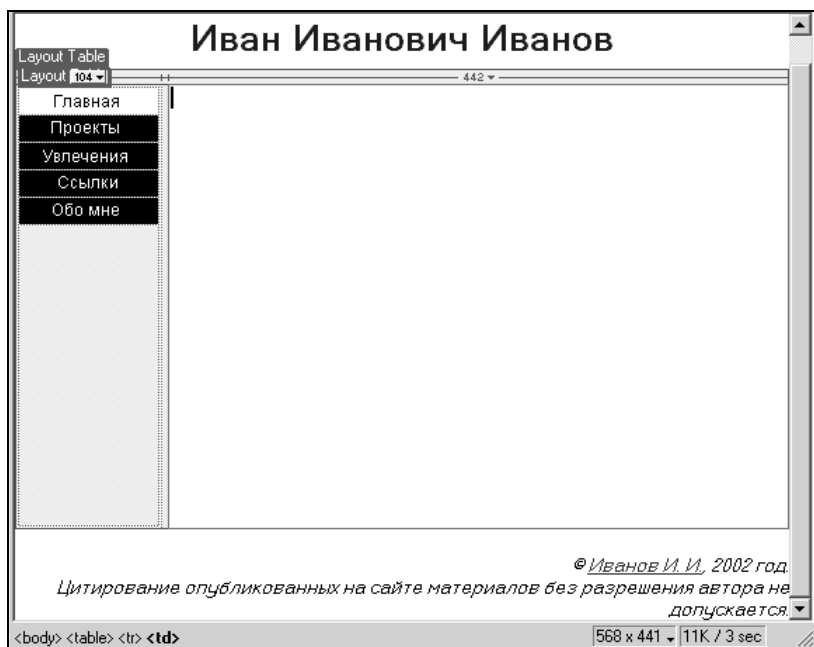 Иван Иванович Иванов
Layout Table
Layout 104
442
Главная
Проекты
Увлечения
Ссылки
Обо мне
© Иванов И. И., 2002 год.
Цитирование опубликованных на сайте материалов без разрешения автора не
допускается.
<body> <table> <tr> <td> 568 x 441 11K / 3 sec